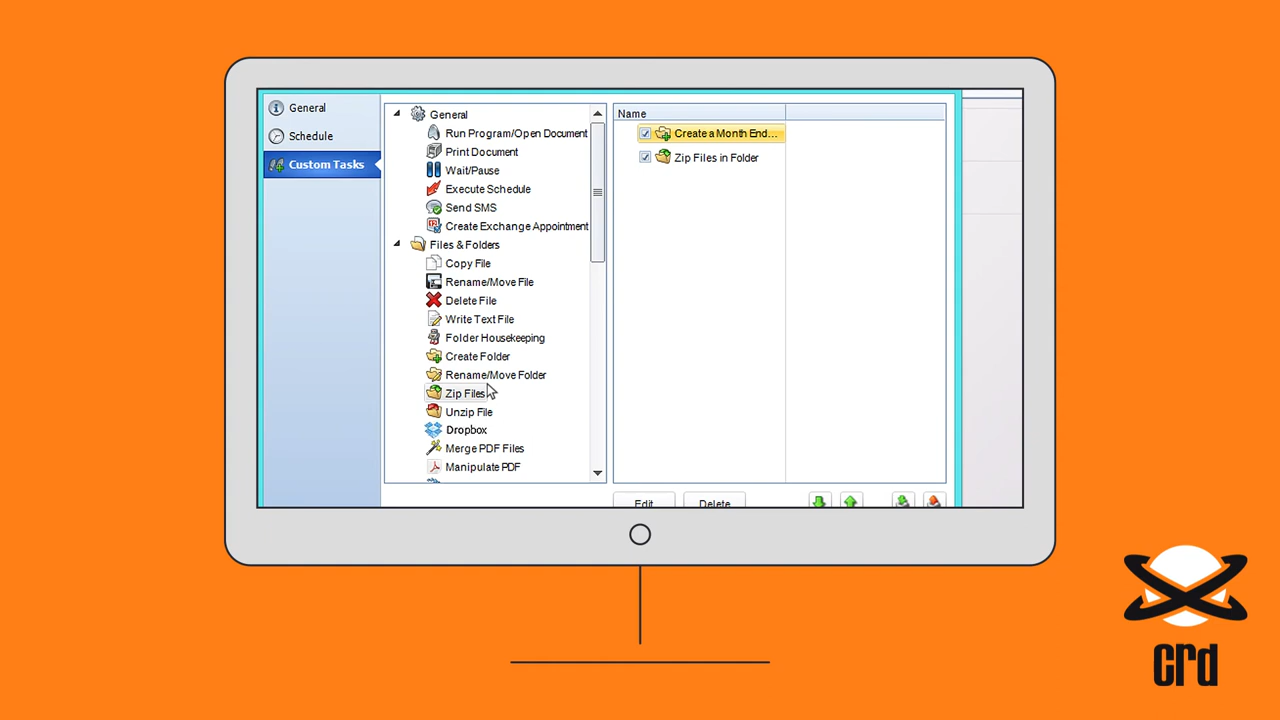 General
Schedule
Custom Tasks
General
Run Program/Open Document
Print Document
Wait/Pause
Execute Schedule
Send SMS
Create Exchange Appointment
Files & Folders
Copy File
Rename/Move File
Delete File
Write Text File
Folder Housekeeping
Create Folder
Rename/Move Folder
Zip Files
Unzip File
Dropbox
Merge PDF Files
Manipulate PDF
Name
Create a Month End...
Zip Files in Folder
Edit
Delete
crd